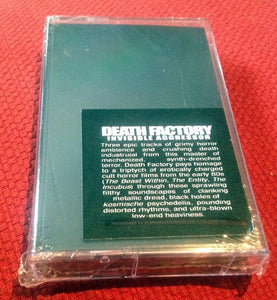 DEATH FACTORY
INVISIBLE AGGRESSOR
Three epic tracks of grimy horror
ambience and crushing death
industruial from this master of
mechanized, synth-drenched
terror. Death Factory pays homage
to a triptych of erotically charged
cult horror films from the early 80s
(The Beast Within, The Entity, The
Incubus) through these sprawling
filthy soundscapes of clanking
metallic dread, black holes of
kosmische psychedelia, pounding
distorted rhythms, and ultra-blown
low-end heaviness.